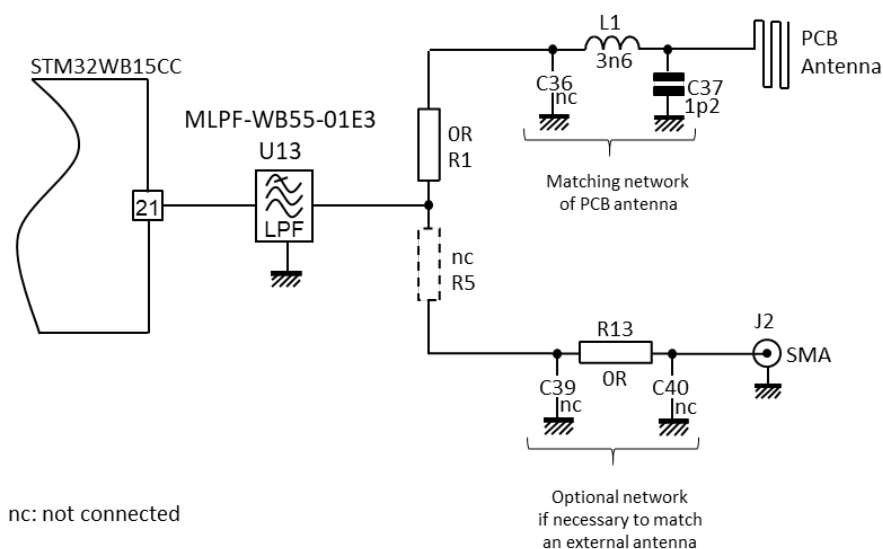 STM32WB15CC
21
MLPF-WB55-01E3
U13
LPF
0R
R1
nc
R5
C36
nc
L1
3n6
C37
1p2
PCB
Antenna
Matching network
of PCB antenna
C39
nc
R13
0R
C40
nc
J2
SMA
Optional network
if necessary to match
an external antenna
nc: not connected